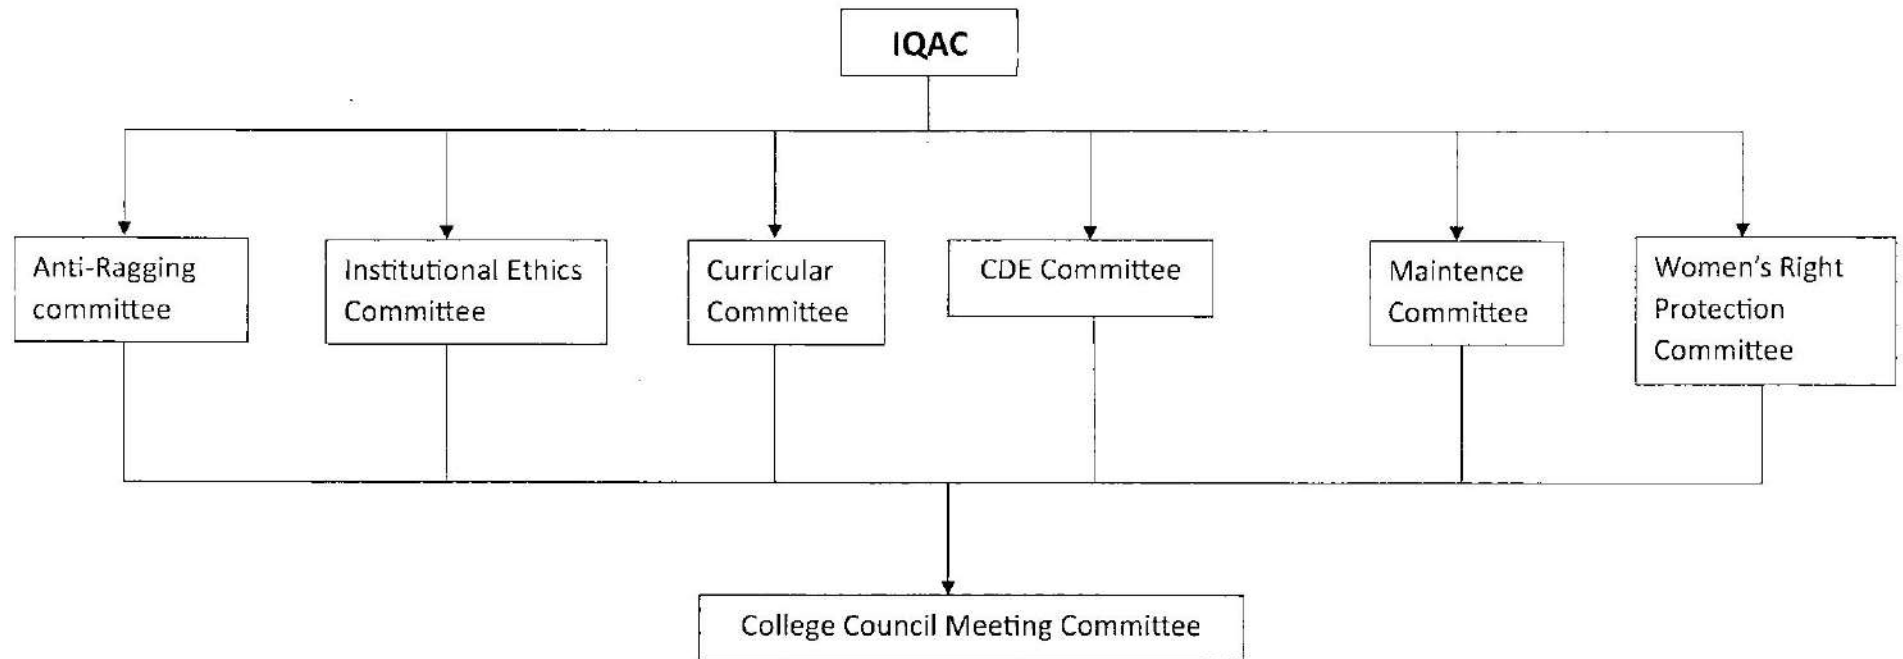 IQAC
Anti-Ragging
committee
Institutional Ethics
Committee
Curricular
Committee
CDE Committee
Maintence
Committee
Women's Right
Protection
Committee
College Council Meeting Committee